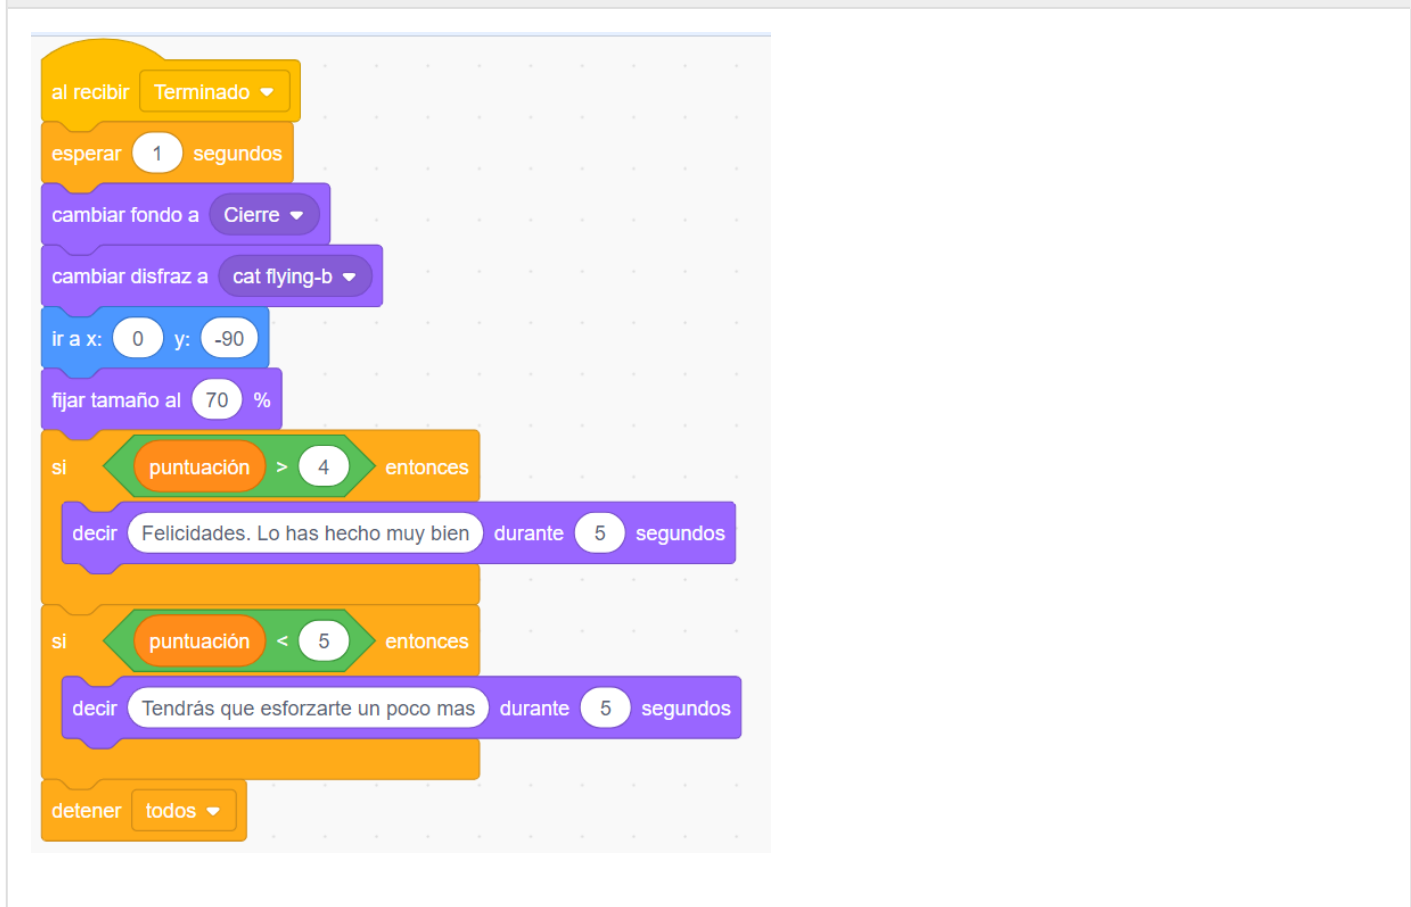 al recibir Terminado
esperar 1 segundos
cambiar fondo a Cierre
cambiar disfraz a cat flying-b
ir a x: 0 y: -90
fijar tamaño al 70 %
si puntuación > 4 entonces
decir Felicidades. Lo has hecho muy bien durante 5 segundos
si puntuación < 5 entonces
decir Tendrás que esforzarte un poco mas durante 5 segundos
detener todos